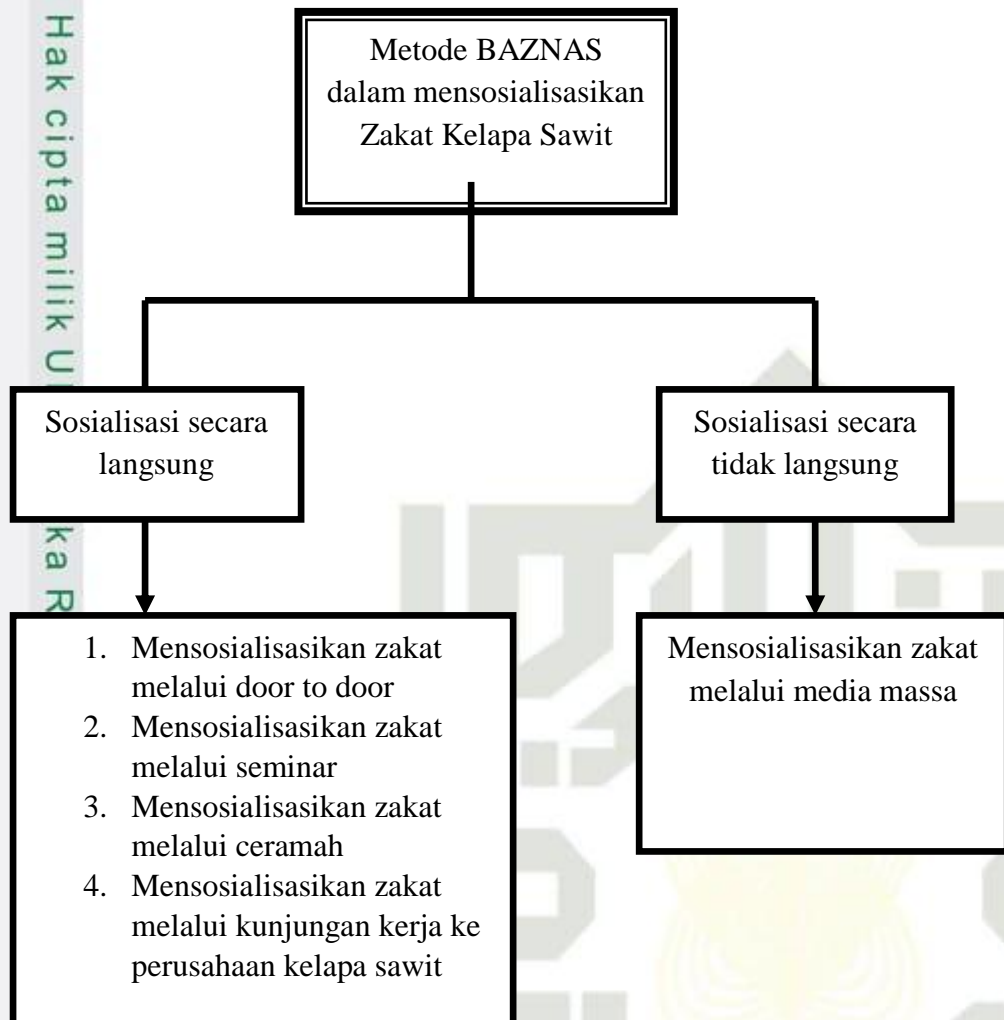 Hak cipta milik U
ka R
Metode BAZNAS
dalam mensosialisasikan
Zakat Kelapa Sawit
Sosialisasi secara
langsung
Sosialisasi secara
tidak langsung
1. Mensosialisasikan zakat
melalui door to door
2. Mensosialisasikan zakat
melalui seminar
3. Mensosialisasikan zakat
melalui ceramah
4. Mensosialisasikan zakat
melalui kunjungan kerja ke
perusahaan kelapa sawit
Mensosialisasikan zakat
melalui media massa